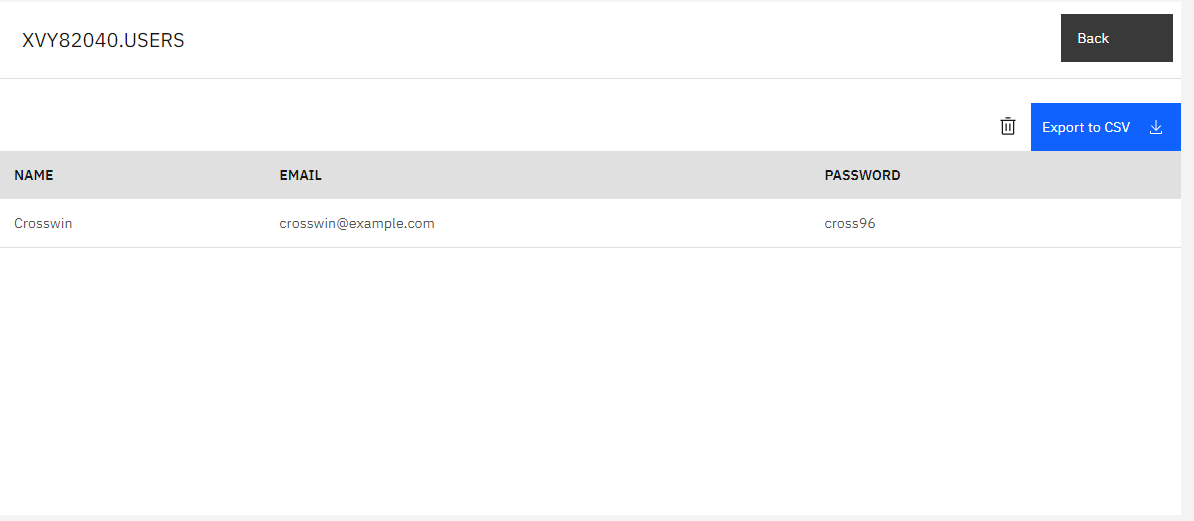 XVY82040.USERS
Back
Export to CSV
NAME EMAIL PASSWORD
Crosswin crosswin@example.com cross96